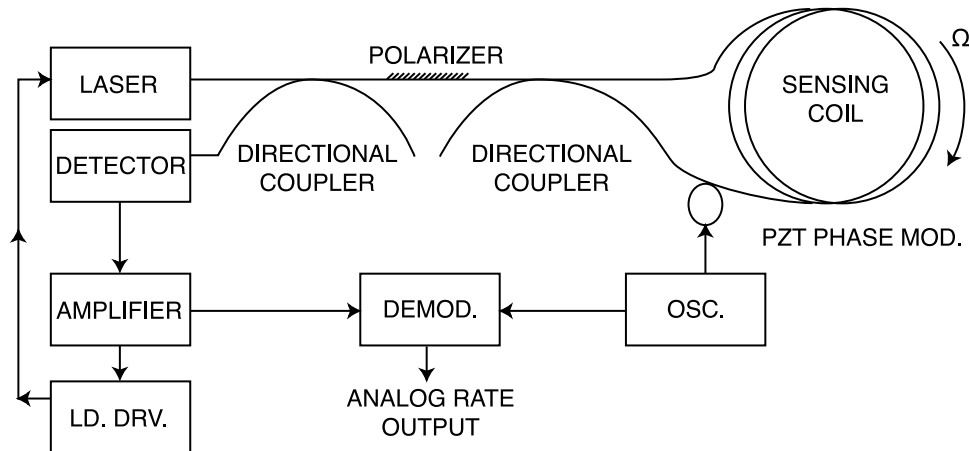 POLARIZER
Ω
LASER
SENSING
COIL
DETECTOR
DIRECTIONAL
COUPLER
DIRECTIONAL
COUPLER
PZT PHASE MOD.
AMPLIFIER
DEMOD.
OSC.
ANALOG RATE
OUTPUT
LD. DRV.